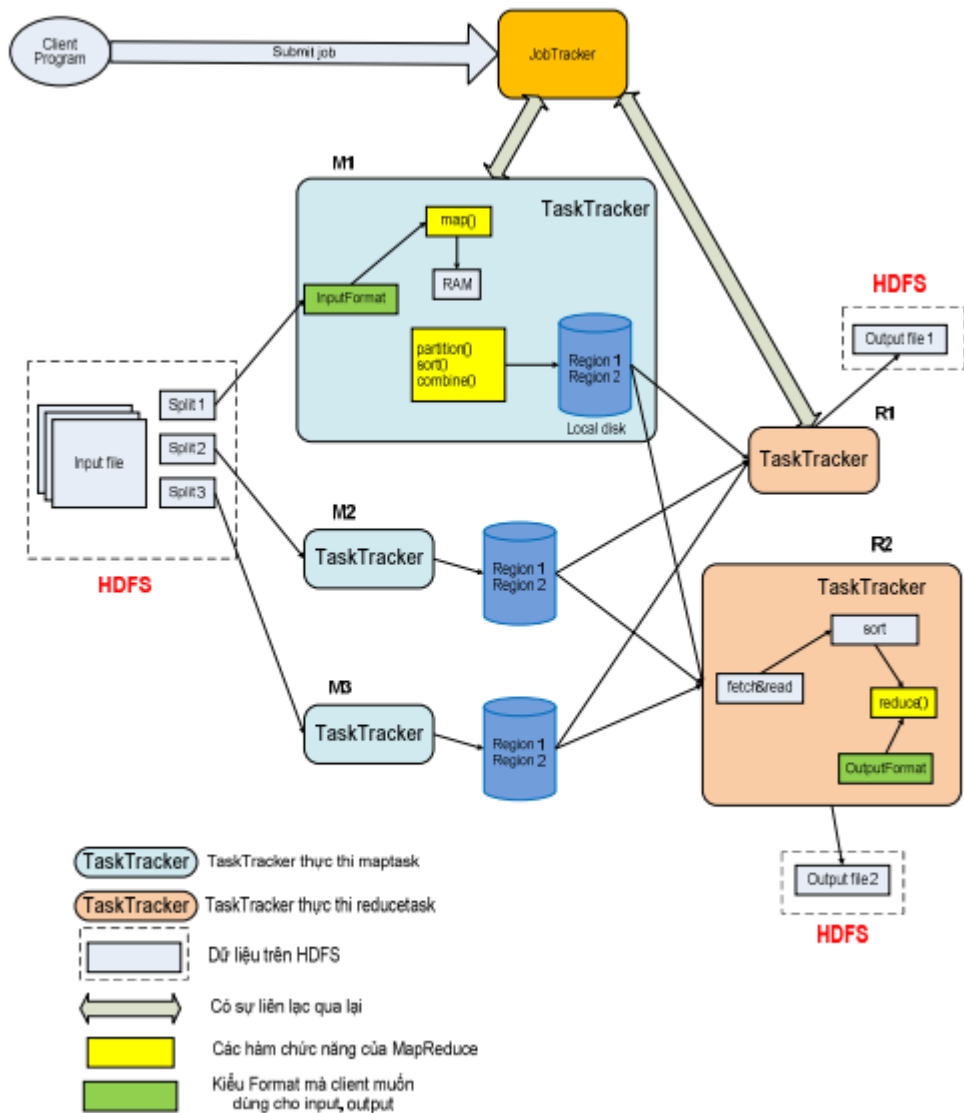 Client
Program
Submit job
JobTracker
M1
TaskTracker
map()
RAM
InputFormat
partition()
sort()
combine()
Region 1
Region 2
Local disk
HDFS
Output file 1
R1
TaskTracker
Input file
Split 1
Split 2
Split 3
HDFS
M2
TaskTracker
Region 1
Region 2
M3
TaskTracker
Region 1
Region 2
R2
TaskTracker
sort
fetch&read
reduce()
OutputFormat
Output file 2
HDFS
TaskTracker TaskTracker thực thi maptask
TaskTracker TaskTracker thực thi reducetask
Dữ liệu trên HDFS
Có sự liên lạc qua lại
Các hàm chức năng của MapReduce
Kiểu Format mà client muốn
dùng cho input, output